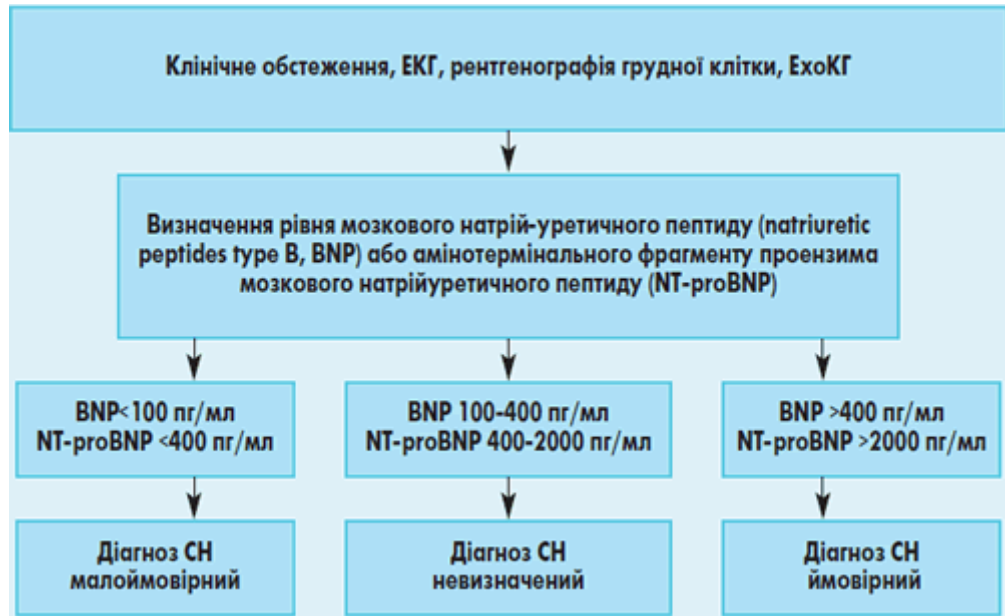 Клінічне обстеження, ЕКГ, рентгенографія грудної клітки, ЕхоКГ
Визначення рівня мозкового натрій-уретичного пептиду (natriuretic
peptides type B, BNP) або амінотермінального фрагменту проензима
мозкового натрійуретичного пептиду (NT-proBNP)
BNP<100 пг/мл
NT-proBNP <400 пг/мл
BNP 100-400 пг/мл
NT-proBNP 400-2000 пг/мл
BNP >400 пг/мл
NT-proBNP >2000 пг/мл
Діагноз СН
малоймовірний
Діагноз СН
невизначений
Діагноз СН
ймовірний